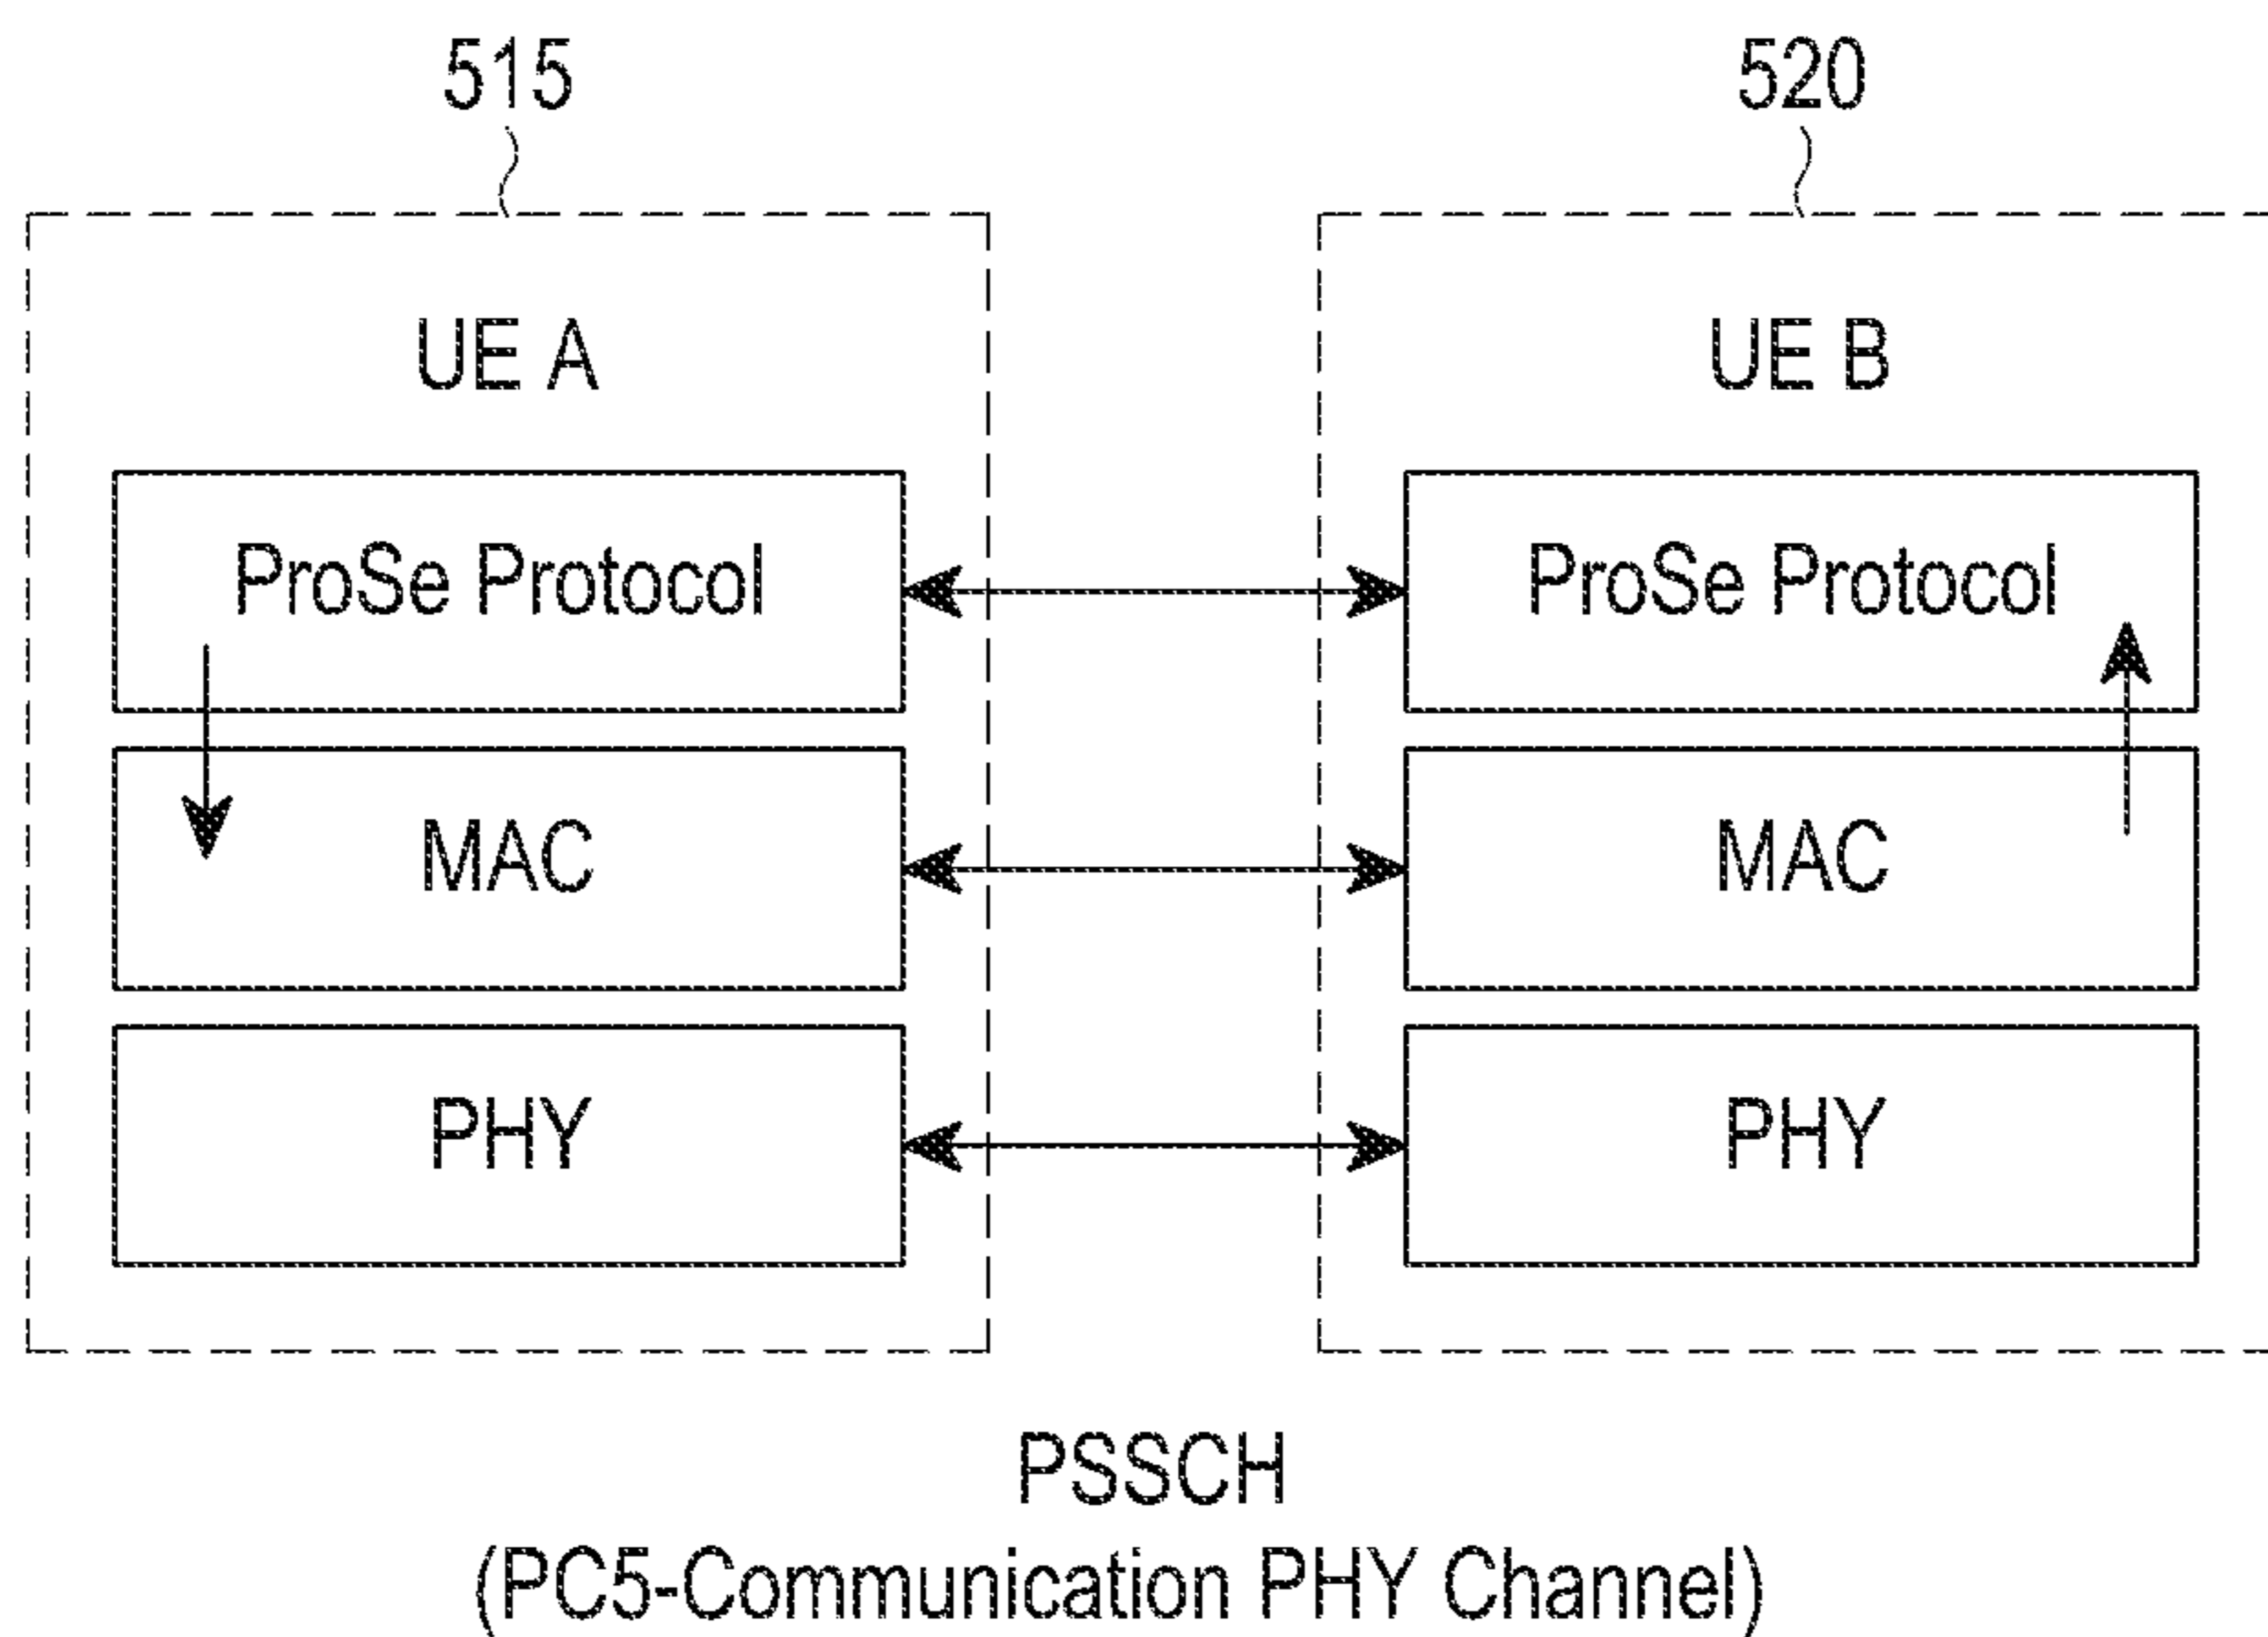 515
520
UE A
UE B
ProSe Protocol
ProSe Protocol
MAC
MAC
PHY
PHY
PSSCH
(PC5-Communication PHY Channel)